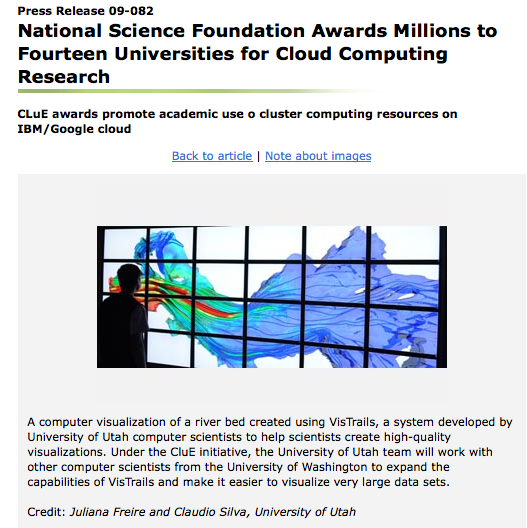 Press Release 09-082
National Science Foundation Awards Millions to
Fourteen Universities for Cloud Computing
Research
CLuE awards promote academic use o cluster computing resources on
IBM/Google cloud
Back to article | Note about images
A computer visualization of a river bed created using VisTrails, a system developed by
University of Utah computer scientists to help scientists create high-quality
visualizations. Under the CluE initiative, the University of Utah team will work with
other computer scientists from the University of Washington to expand the
capabilities of VisTrails and make it easier to visualize very large data sets.
Credit: Juliana Freire and Claudio Silva, University of Utah